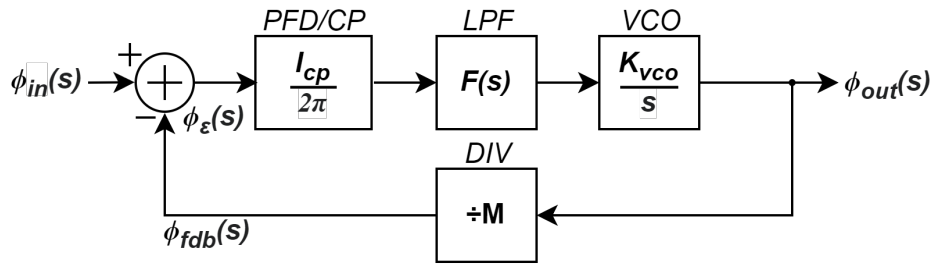 PFD/CP LPF VCO
+
ϕin(s) + ϕε(s) Icp/2π F(s) Kvco/s ϕout(s)
−
DIV
÷M
ϕfdb(s)